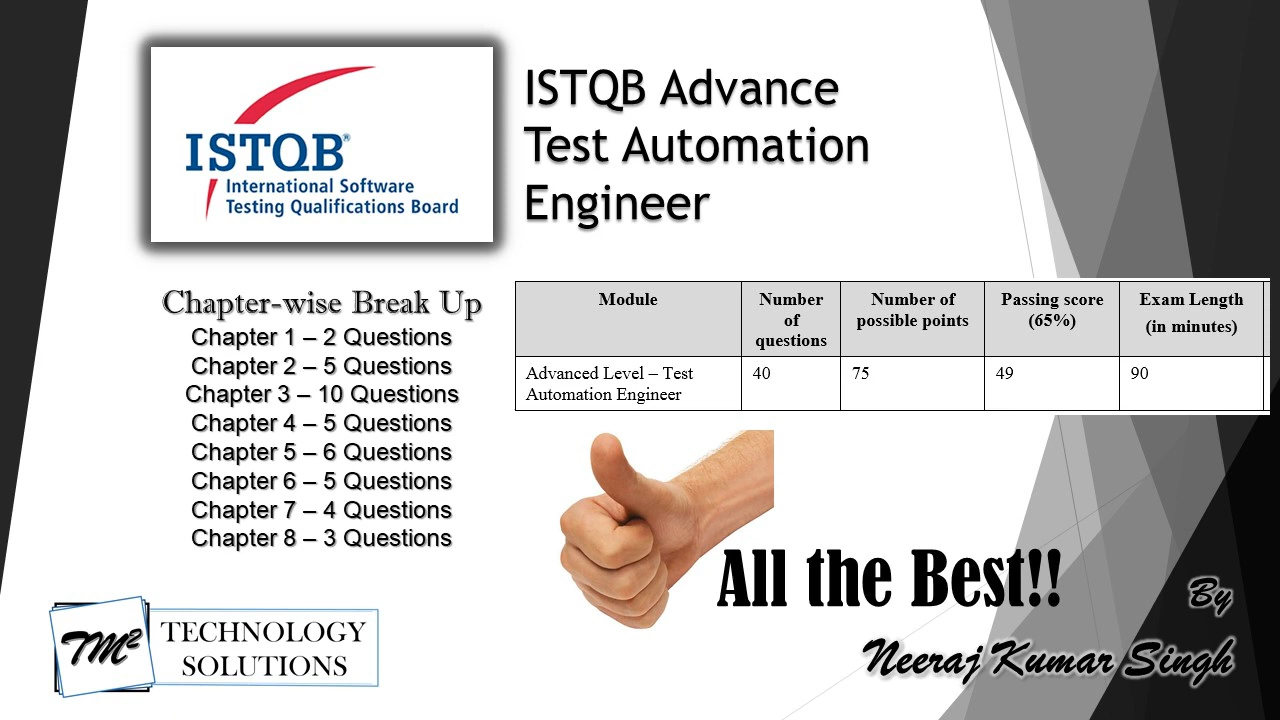 ISTQB®
International Software
Testing Qualifications Board
ISTQB Advance
Test Automation
Engineer
Chapter-wise Break Up
Chapter 1 – 2 Questions
Chapter 2 – 5 Questions
Chapter 3 – 10 Questions
Chapter 4 – 5 Questions
Chapter 5 – 6 Questions
Chapter 6 – 5 Questions
Chapter 7 – 4 Questions
Chapter 8 – 3 Questions
Module
Number
of
questions
Number of
possible points
Passing score
(65%)
Exam Length
(in minutes)
Advanced Level – Test
Automation Engineer
40
75
49
90
All the Best!!
By
Neeraj Kumar Singh
TM²
TECHNOLOGY
SOLUTIONS